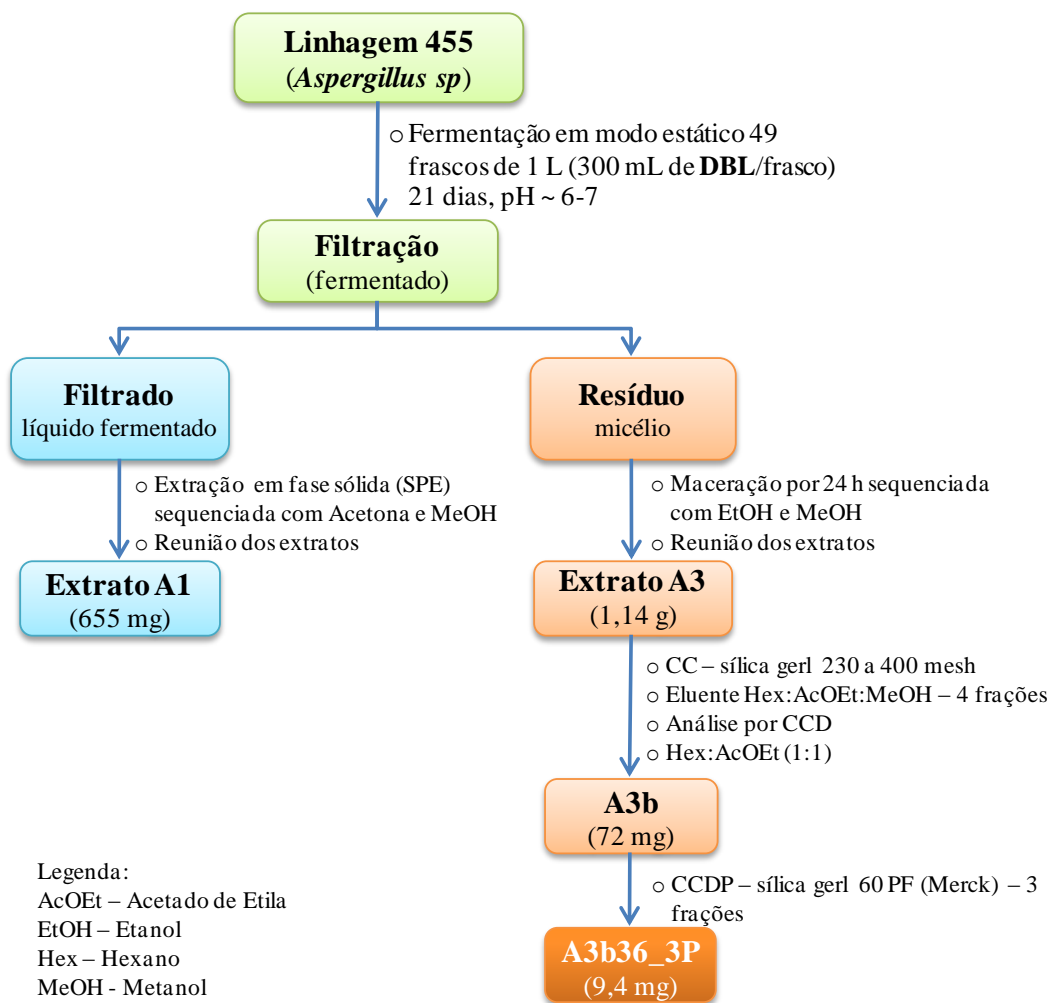 Linhagem 455
(Aspergillus sp)
o Fermentação em modo estático 49
frascos de 1 L (300 mL de DBL/frasco)
21 dias, pH ~ 6-7
Filtração
(fermentado)
Filtrado
líquido fermentado
Resíduo
micélio
o Extração em fase sólida (SPE)
sequenciada com Acetona e MeOH
o Reunião dos extratos
o Maceração por 24 h sequenciada
com EtOH e MeOH
o Reunião dos extratos
Extrato A1
(655 mg)
Extrato A3
(1,14 g)
o CC – sílica gerl 230 a 400 mesh
o Eluente Hex:AcOEt:MeOH – 4 frações
o Análise por CCD
o Hex:AcOEt (1:1)
A3b
(72 mg)
o CCDP – sílica gerl 60 PF (Merck) – 3
frações
A3b36_3P
(9,4 mg)
Legenda:
AcOEt – Acetado de Etila
EtOH – Etanol
Hex – Hexano
MeOH - Metanol